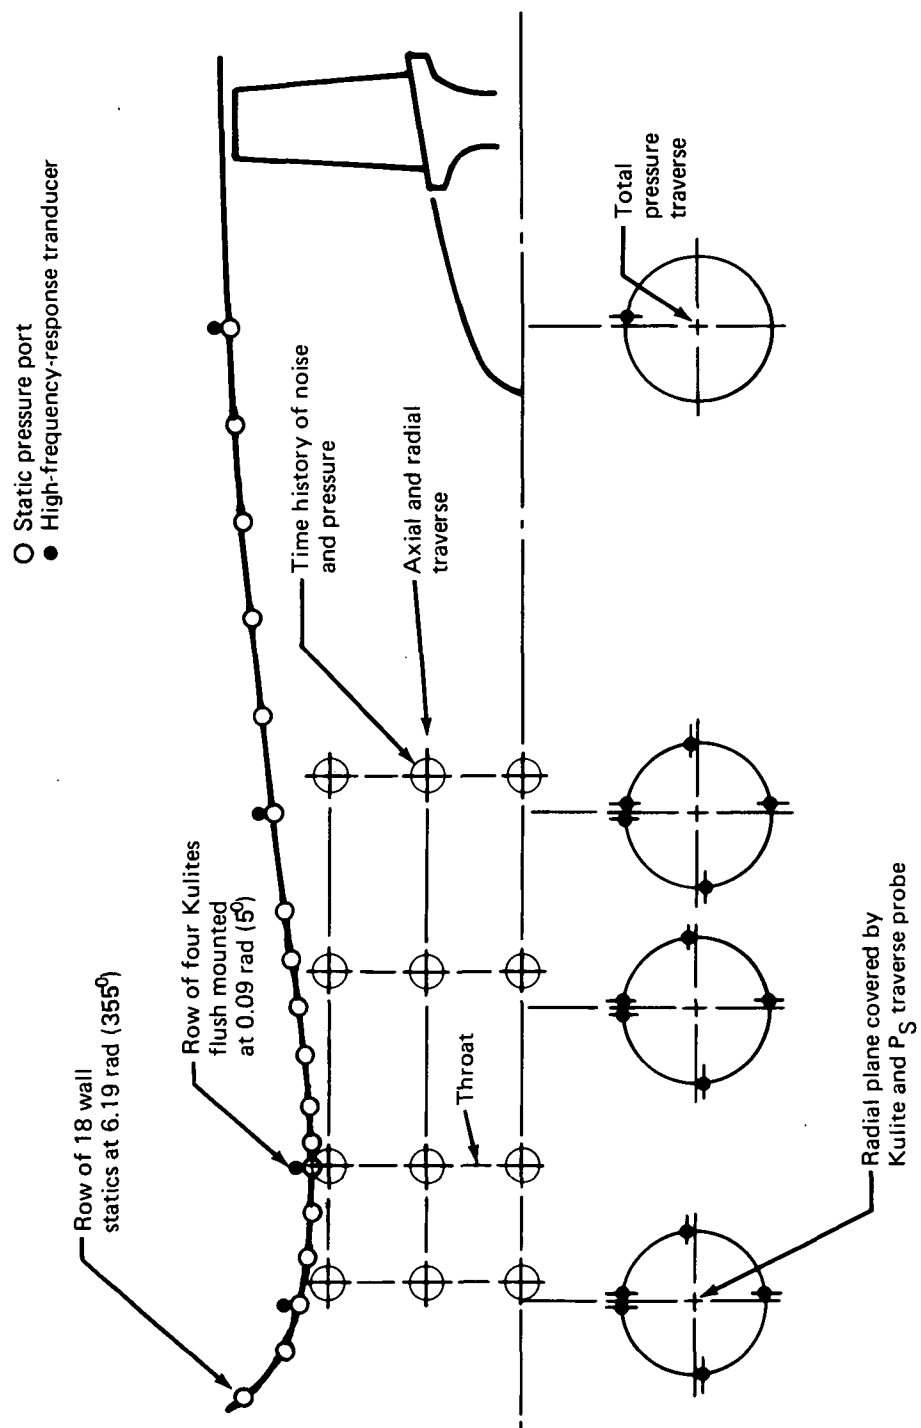 Static pressure port
High-frequency-response tranducer
Row of 18 wall
statics at 6.19 rad (355⁰)
Row of four Kulites
flush mounted
at 0.09 rad (5⁰)
Time history of noise
and pressure
Axial and radial
traverse
Throat
Total
pressure
traverse
Radial plane covered by
Kulite and PS traverse probe